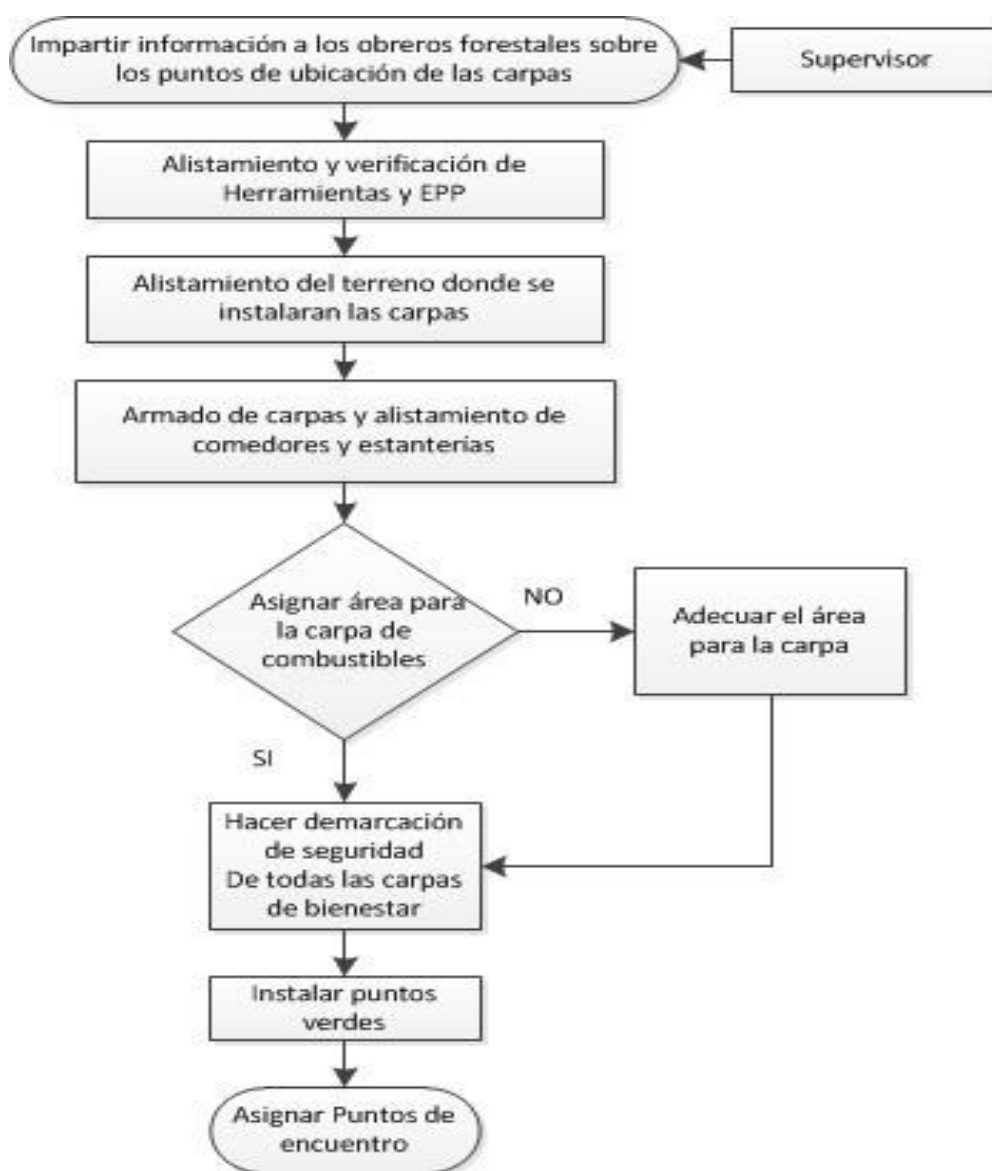 Impartir información a los obreros forestales sobre
los puntos de ubicación de las carpas
Supervisor
Alistamiento y verificación de
Herramientas y EPP
Alistamiento del terreno donde se
instalaran las carpas
Armado de carpas y alistamiento de
comedores y estanterías
Asignar área para
la carpa de
combustibles
NO
Adecuar el área
para la carpa
SI
Hacer demarcación
de seguridad
De todas las carpas
de bienestar
Instalar puntos
verdes
Asignar Puntos de
encuentro